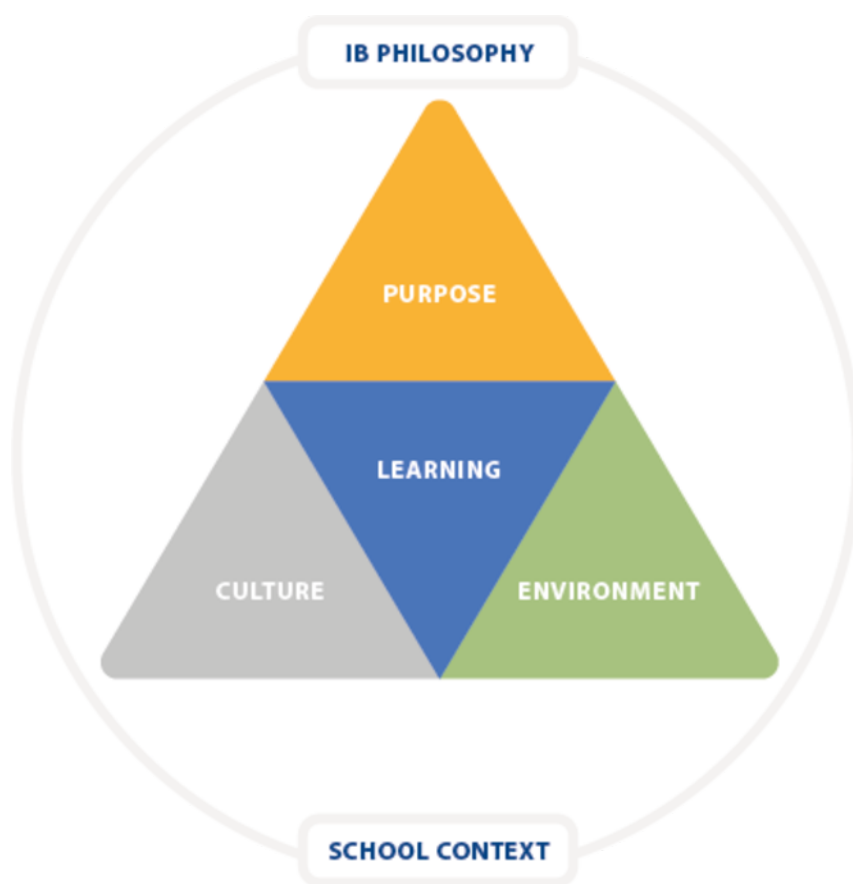 IB PHILOSOPHY
PURPOSE
LEARNING
CULTURE
ENVIRONMENT
SCHOOL CONTEXT